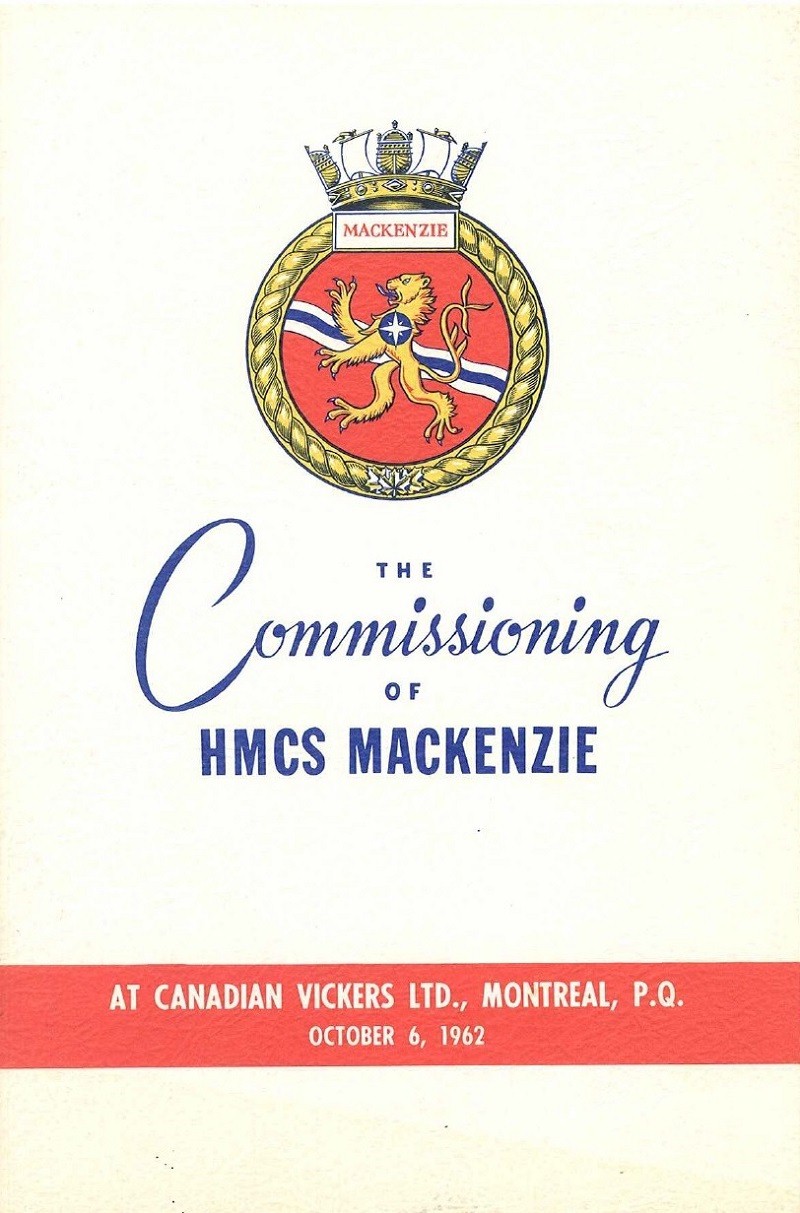 MACKENZIE
THE
Commissioning
OF
HMCS MACKENZIE
AT CANADIAN VICKERS LTD., MONTREAL, P.Q.
OCTOBER 6, 1962